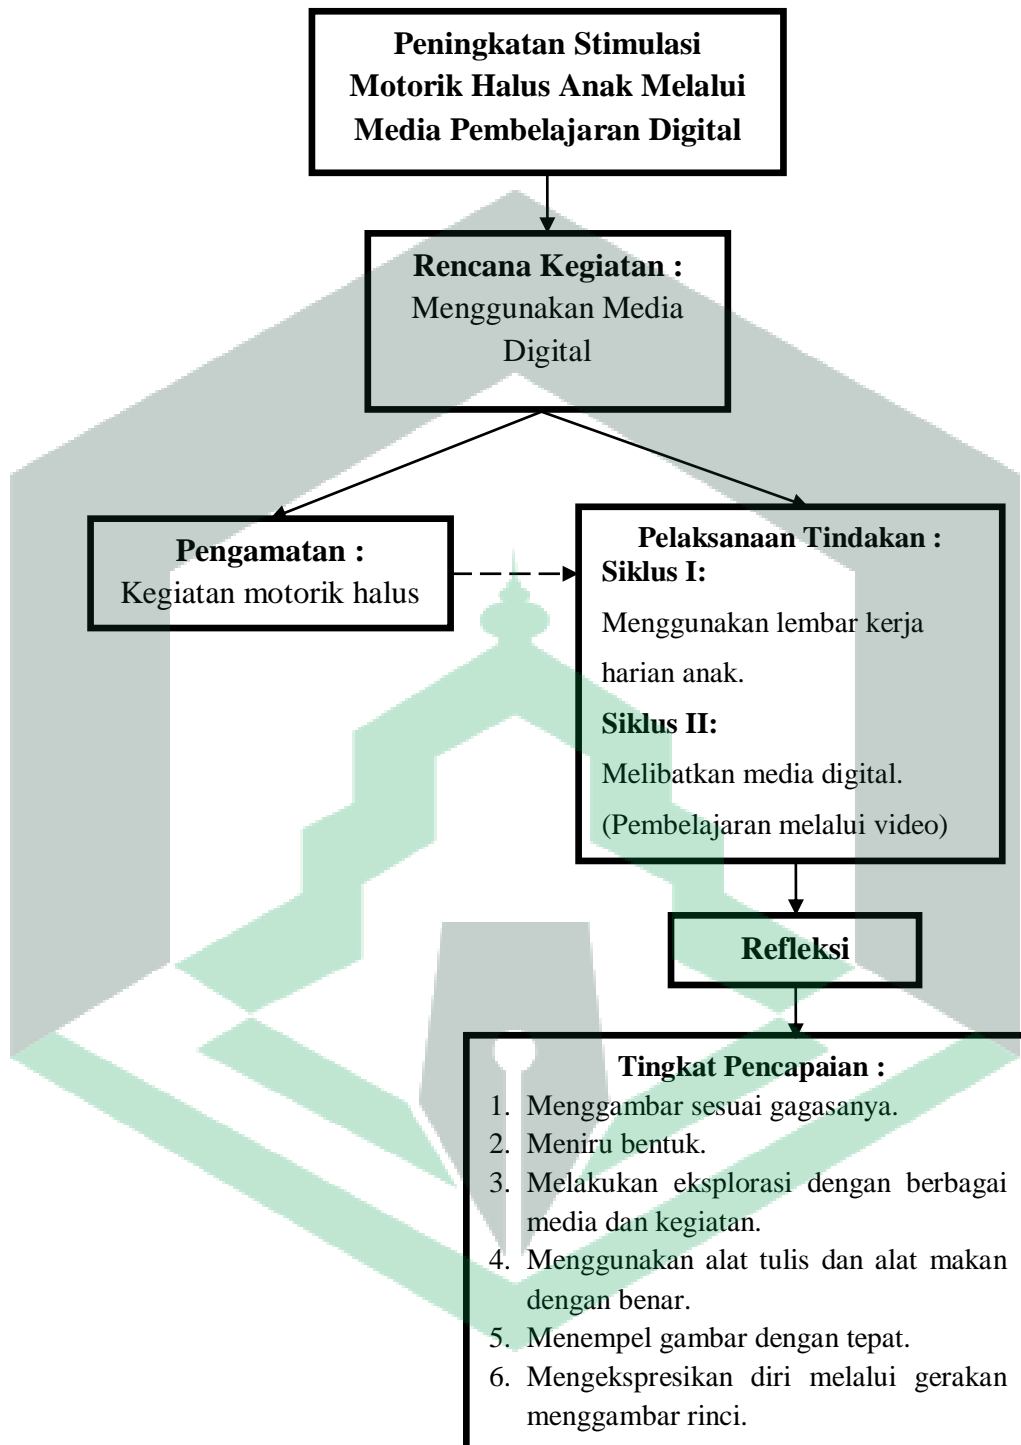 Peningkatan Stimulasi
Motorik Halus Anak Melalui
Media Pembelajaran Digital
Rencana Kegiatan :
Menggunakan Media
Digital
Pengamatan :
Kegiatan motorik halus
Pelaksanaan Tindakan :
Siklus I:
Menggunakan lembar kerja
harian anak.
Siklus II:
Melibatkan media digital.
(Pembelajaran melalui video)
Refleksi
Tingkat Pencapaian :
1. Menggambar sesuai gagasanya.
2. Meniru bentuk.
3. Melakukan eksplorasi dengan berbagai
media dan kegiatan.
4. Menggunakan alat tulis dan alat makan
dengan benar.
5. Menempel gambar dengan tepat.
6. Mengekspresikan diri melalui gerakan
menggambar rinci.